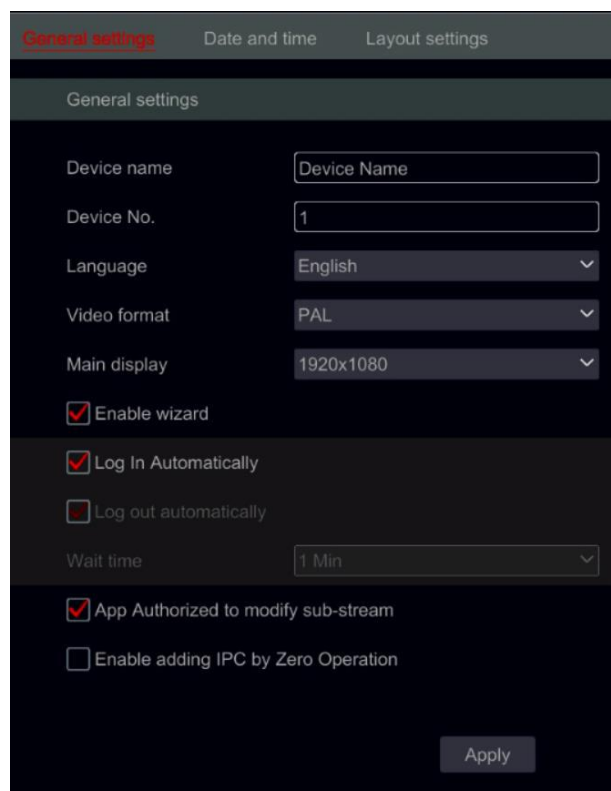 General settings Date and time Layout settings
General settings
Device name Device Name
Device No. 1
Language English
Video format PAL
Main display 1920x1080
Enable wizard
Log In Automatically
Log out automatically
Wait time 1 Min
App Authorized to modify sub-stream
Enable adding IPC by Zero Operation
Apply